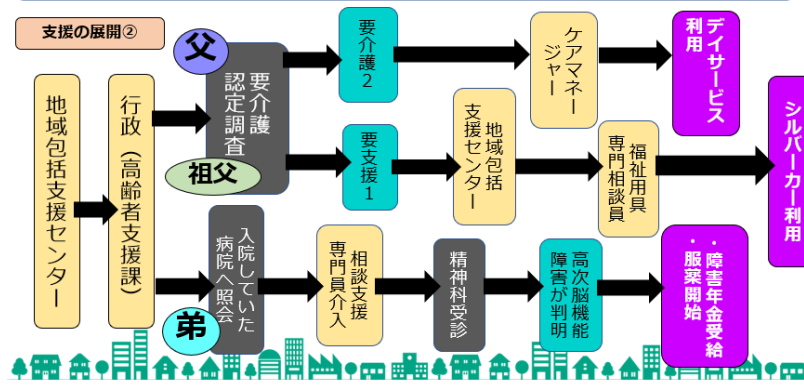 支援の展開②
地域包括支援センター
行政（高齢者支援課）
父
要介護
認定調査
祖父
要介護2
ケアマネー
ジャー
デイサービス
利用
要支援1
地域包括
支援センター
福祉用具
専門相談員
シルバーカー利用
弟
入院していた
病院へ照会
相談支援
専門員介入
精神科受診
高次脳機能
障害が判明
・障害年金受給
・服薬開始